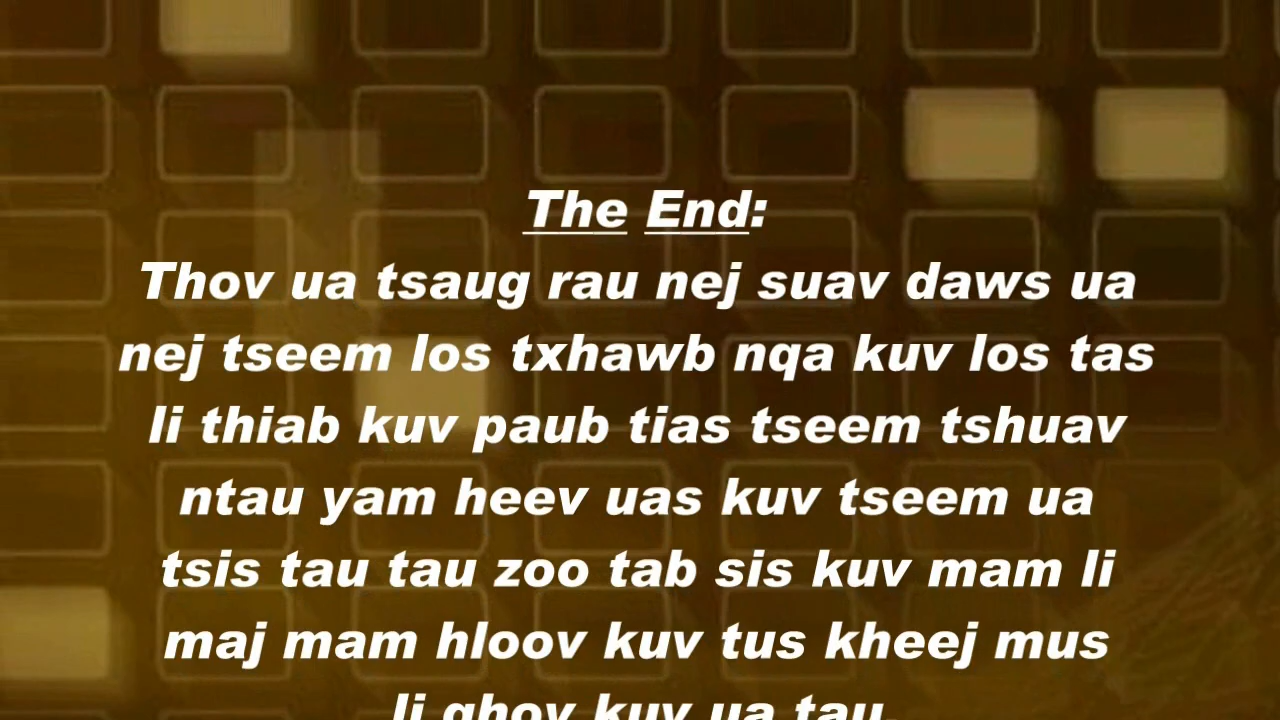 The End:
Thov ua tsaug rau nej suav daws ua
nej tseem los txhawb nqa kuv los tas
li thiab kuv paub tias tseem tshuav
ntau yam heev uas kuv tseem ua
tsis tau tau zoo tab sis kuv mam li
maj mam hloov kuv tus kheej mus
li qhov kuv ua tau.